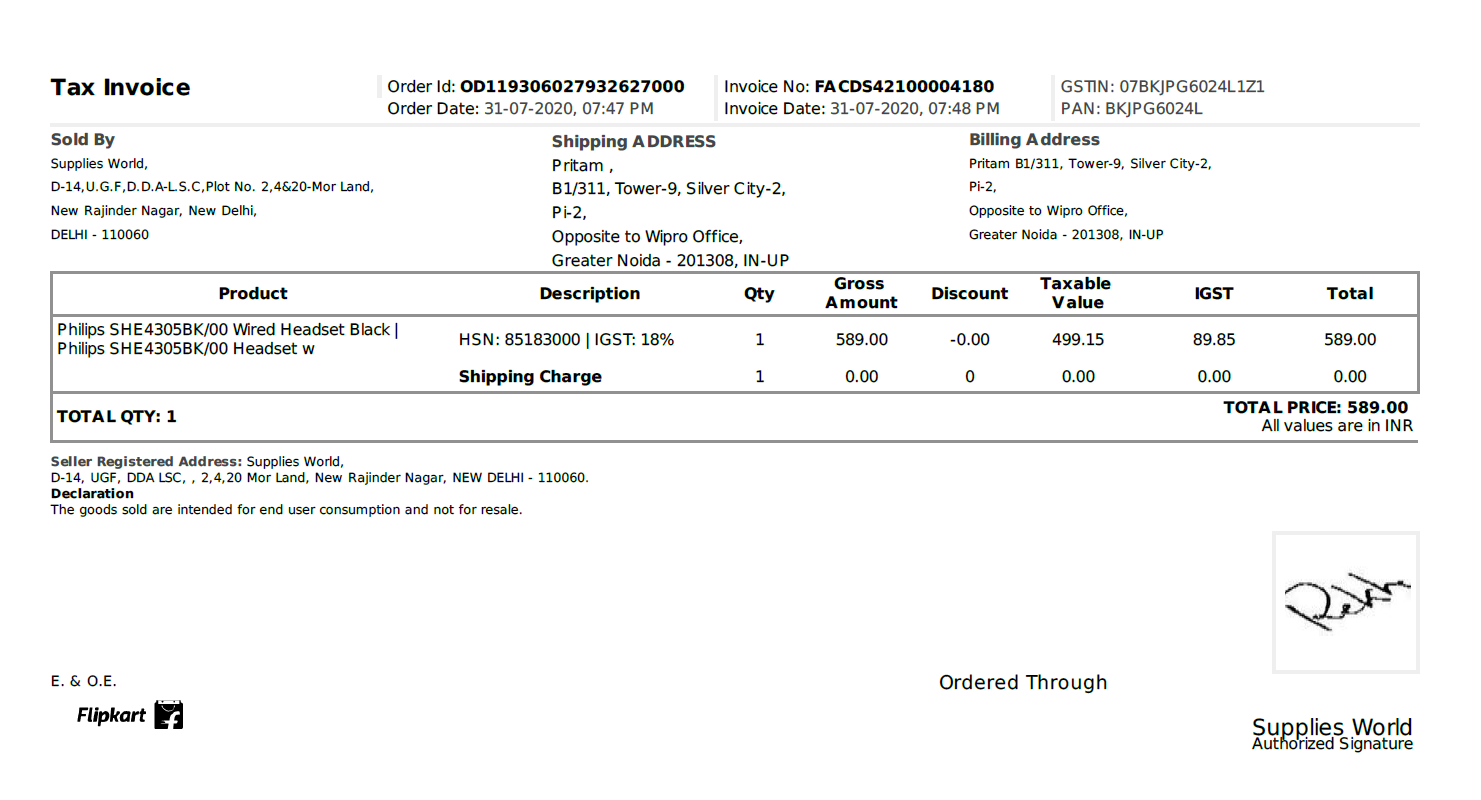 Tax Invoice
Order Id: OD119306027932627000
Order Date: 31-07-2020, 07:47 PM
Invoice No: FACDS42100004180
Invoice Date: 31-07-2020, 07:48 PM
GSTIN: 07BKJPG6024L1Z1
PAN: BKJPG6024L
Sold By
Supplies World,
D-14,U.G.F,D.D.A-L.S.C,Plot No. 2,4&20-Mor Land,
New Rajinder Nagar, New Delhi,
DELHI - 110060
Shipping ADDRESS
Pritam ,
B1/311, Tower-9, Silver City-2,
Pi-2,
Opposite to Wipro Office,
Greater Noida - 201308, IN-UP
Billing Address
Pritam B1/311, Tower-9, Silver City-2,
Pi-2,
Opposite to Wipro Office,
Greater Noida - 201308, IN-UP
Product Description Qty Gross Amount Discount Taxable Value IGST Total
Philips SHE4305BK/00 Wired Headset Black |
Philips SHE4305BK/00 Headset w
HSN: 85183000 | IGST: 18% 1 589.00 -0.00 499.15 89.85 589.00
Shipping Charge 1 0.00 0 0.00 0.00 0.00
TOTAL QTY: 1
TOTAL PRICE: 589.00
All values are in INR
Seller Registered Address: Supplies World,
D-14, UGF, DDA LSC, , 2,4,20 Mor Land, New Rajinder Nagar, NEW DELHI - 110060.
Declaration
The goods sold are intended for end user consumption and not for resale.
E. & O.E.
Ordered Through
Flipkart
Supplies World
Authorized Signature